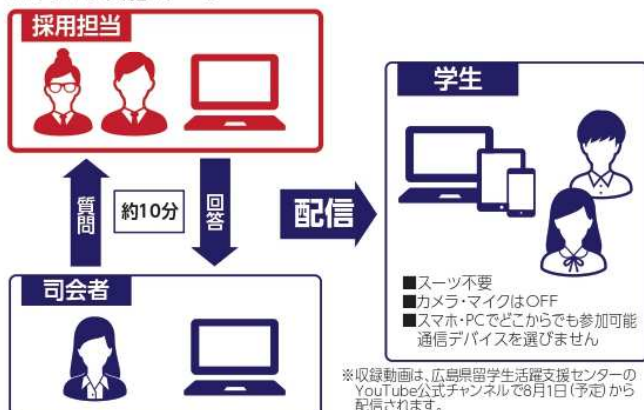 採用担当
質問
約10分
回答
配信
司会者
学生
■スーツ不要
■カメラ・マイクはOFF
■スマホ・PCでどこからでも参加可能
通信デバイスを選びません
※収録動画は、広島県留学生活躍支援センターの
YouTube公式チャンネルで8月1日(予定)から
配信されます。